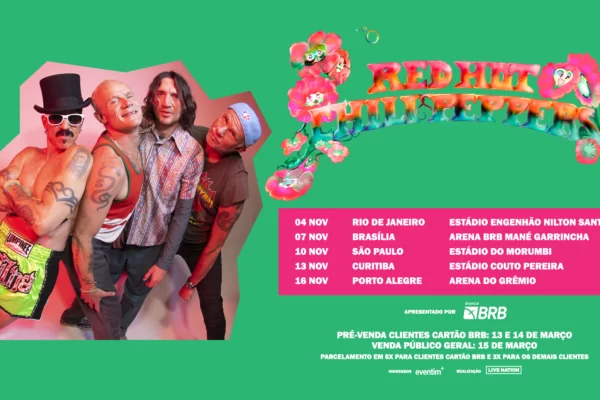 RED HOT
CHILI PEPPERS
04 NOV RIO DE JANEIRO ESTÁDIO ENGENHÃO NILTON SANT
07 NOV BRASÍLIA ARENA BRB MANÉ GARRINCHA
10 NOV SÃO PAULO ESTÁDIO DO MORUMBI
13 NOV CURITIBA ESTÁDIO COUTO PEREIRA
16 NOV PORTO ALEGRE ARENA DO GRÊMIO
APRESENTADO POR BRB
PRÉ-VENDA CLIENTES CARTÃO BRB: 13 E 14 DE MARÇO
VENDA PÚBLICO GERAL: 15 DE MARÇO
PARCELAMENTO EM 5X PARA CLIENTES CARTÃO BRB E 3X PARA OS DEMAIS CLIENTES
eventim REALIZAÇÃO LIVE NATION